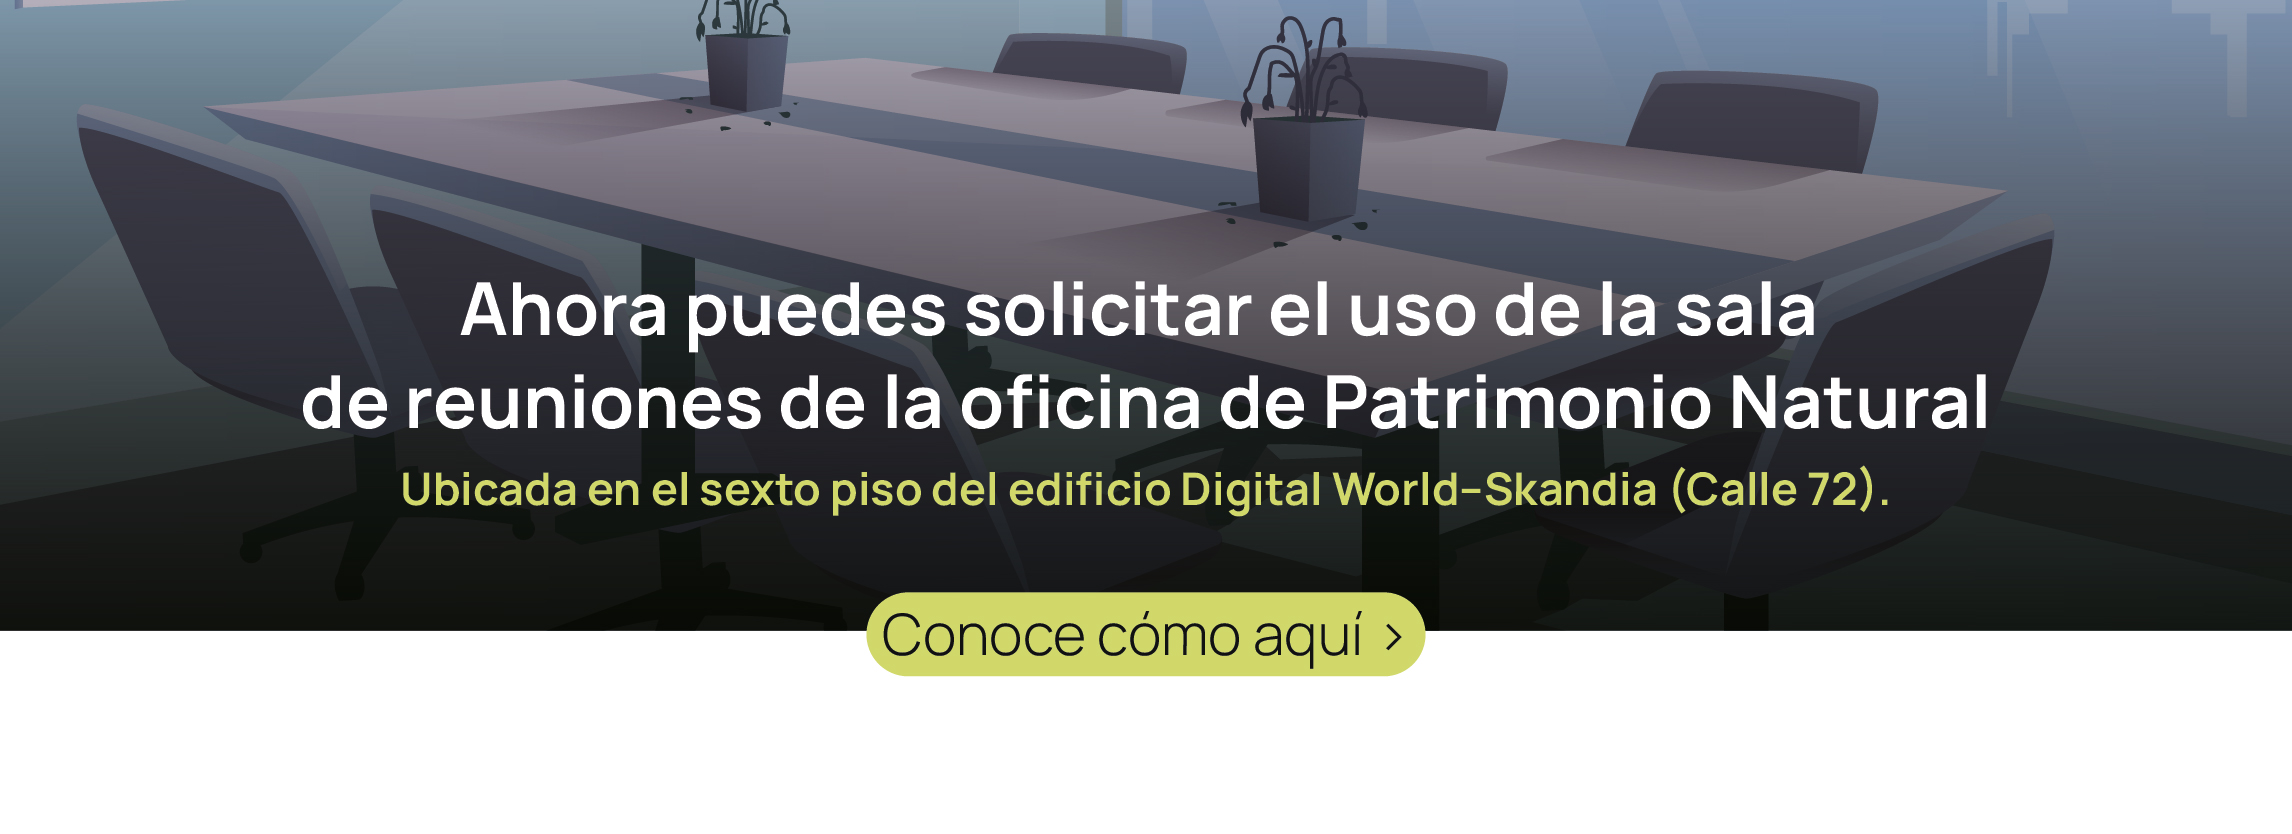 Ahora puedes solicitar el uso de la sala
de reuniones de la oficina de Patrimonio Natural
Ubicada en el sexto piso del edificio Digital World–Skandia (Calle 72).
Conoce cómo aquí >